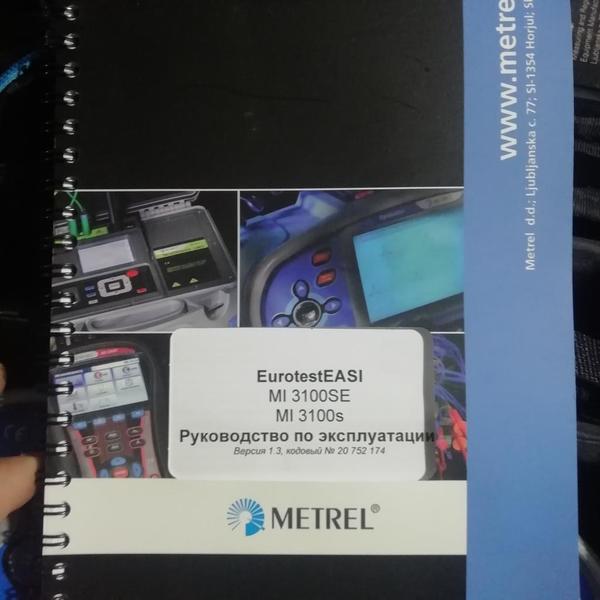 www.metre
Metrel d.d.; Ljubljanska c. 77; SI-1354 Horjul;
EurotestEASI
MI 3100SE
MI 3100s
Руководство по эксплуатации
Версия 1.3, кодовый № 20 752 174
METREL®